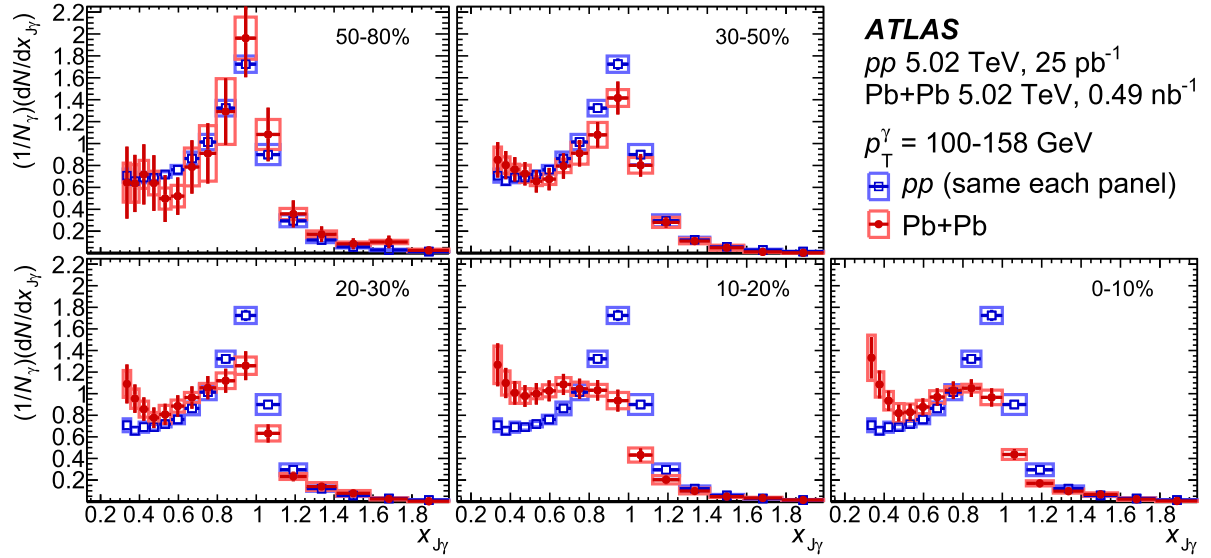 2.2
2
1.8
1.6
1.4
1.2
1
0.8
0.6
0.4
0.2
(1/Nγ)(dN/dxJγ)
50-80%
30-50%
ATLAS
pp 5.02 TeV, 25 pb⁻¹
Pb+Pb 5.02 TeV, 0.49 nb⁻¹
pTγ = 100-158 GeV
pp (same each panel)
Pb+Pb
2.2
2
1.8
1.6
1.4
1.2
1
0.8
0.6
0.4
0.2
(1/Nγ)(dN/dxJγ)
20-30%
10-20%
0-10%
0.2 0.4 0.6 0.8 1 1.2 1.4 1.6 1.8
0.2 0.4 0.6 0.8 1 1.2 1.4 1.6 1.8
0.2 0.4 0.6 0.8 1 1.2 1.4 1.6 1.8
xJγ
xJγ
xJγ